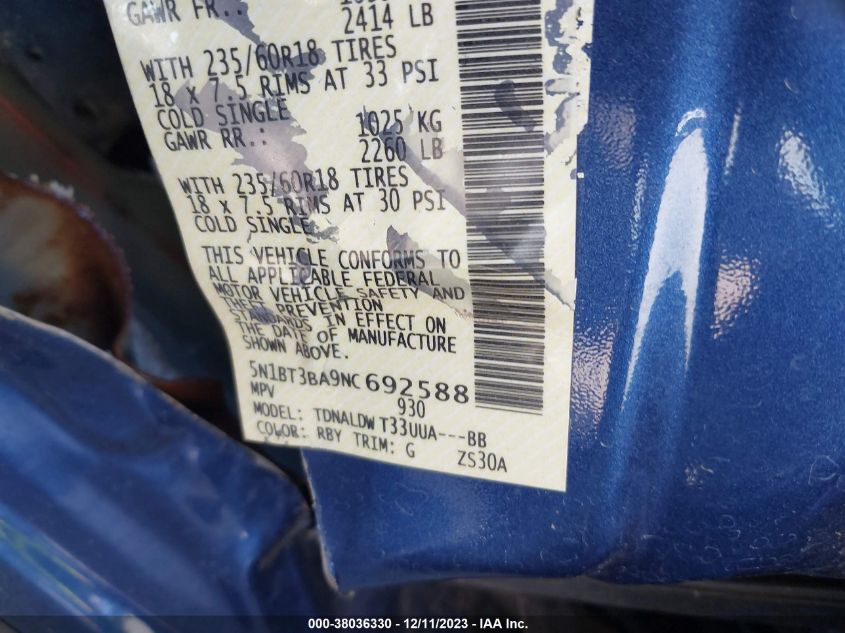 GAWR FR.:
2414 LB
WITH 235/60R18 TIRES
18 x 7.5 RIMS AT 33 PSI
COLD SINGLE
GAWR RR.: 1025 KG
2260 LB
WITH 235/60R18 TIRES
18 x 7.5 RIMS AT 30 PSI
COLD SINGLE
THIS VEHICLE CONFORMS TO
ALL APPLICABLE FEDERAL
MOTOR VEHICLE SAFETY AND
THEFT PREVENTION
STANDARDS IN EFFECT ON
THE DATE OF MANUFACTURE
SHOWN ABOVE.
5N1BT3BA9NC692588
MPV 930
MODEL: TDNALDW T33UUA---BB
COLOR: RBY TRIM: G ZS30A
000-38036330 - 12/11/2023 - IAA Inc.